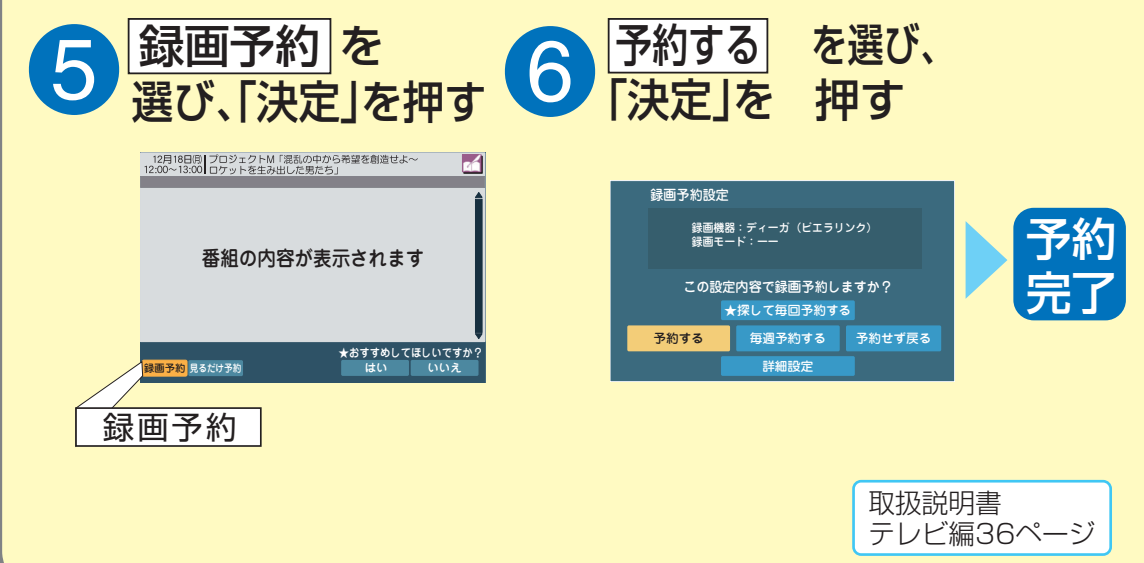 5 録画予約 を
選び、「決定」を押す
12月18日(月) プロジェクトM「混乱の中から希望を創造せよ〜
12:00〜13:00 ロケットを生み出した男たち」
番組の内容が表示されます
★おすすめしてほしいですか？
録画予約 見るだけ予約 はい いいえ
録画予約
6 予約する を選び、
「決定」を 押す
録画予約設定
録画機器：ディーガ（ビエラリンク）
録画モード：ーー
この設定内容で録画予約しますか？
★探して毎回予約する
予約する 毎週予約する 予約せず戻る
詳細設定
予約
完了
取扱説明書
テレビ編36ページ